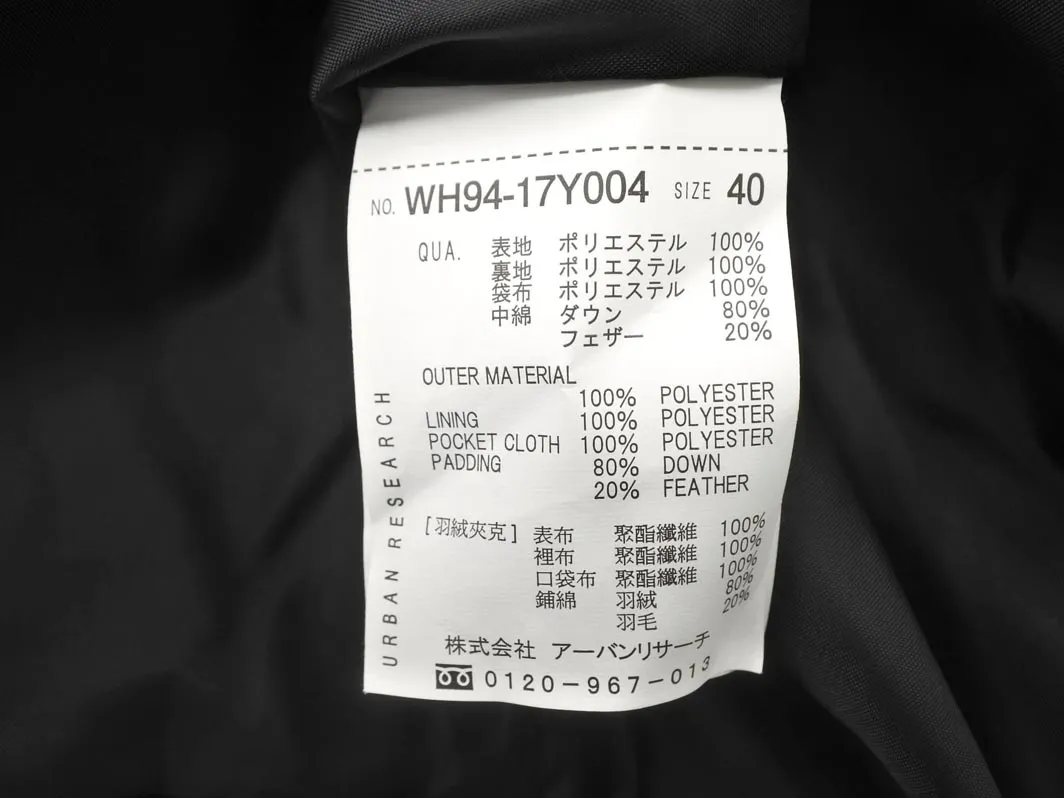 NO. WH94-17Y004 SIZE 40
QUA. 表地 ポリエステル 100%
裏地 ポリエステル 100%
袋布 ポリエステル 100%
中綿 ダウン 80%
フェザー 20%
OUTER MATERIAL
100% POLYESTER
LINING 100% POLYESTER
POCKET CLOTH 100% POLYESTER
PADDING 80% DOWN
20% FEATHER
[羽絨夾克] 表布 聚酯纖維 100%
裡布 聚酯纖維 100%
口袋布 聚酯纖維 100%
鋪綿 羽絨 80%
羽毛 20%
株式会社 アーバンリサーチ
0120-967-013
URBAN RESEARCH